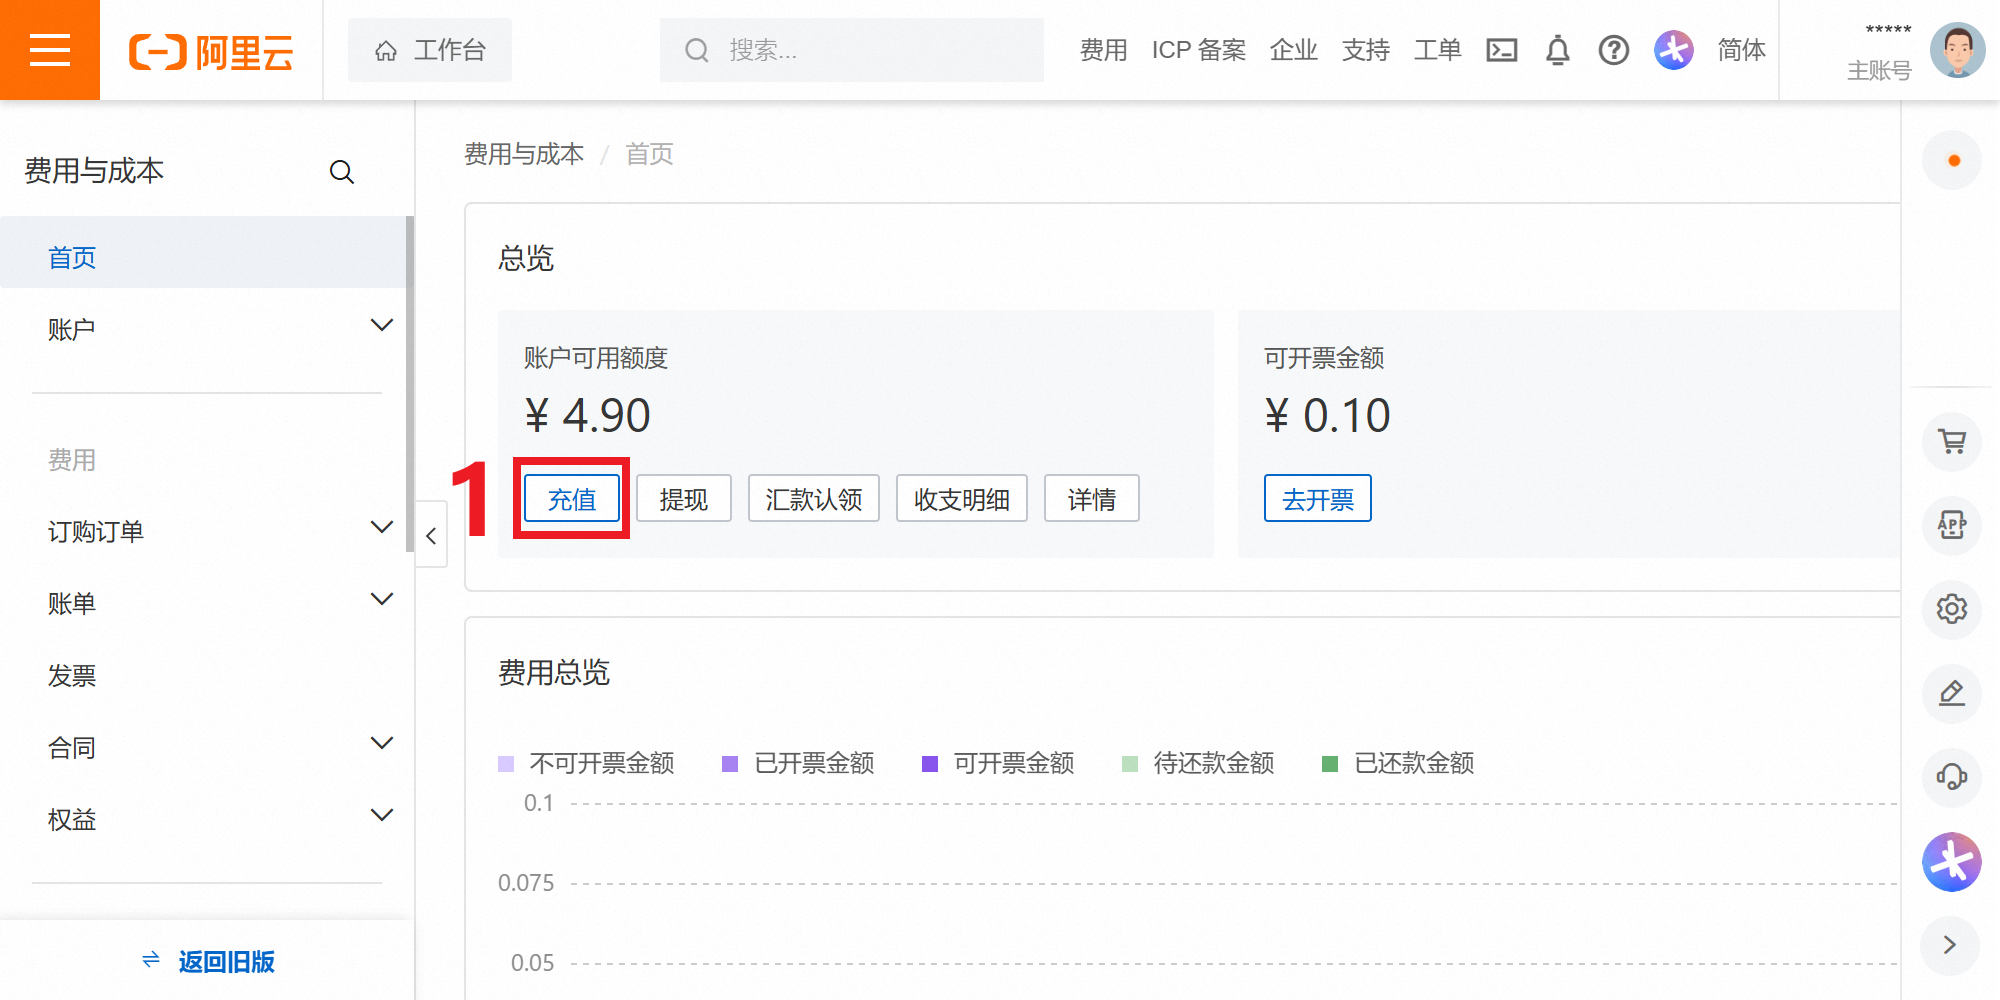 阿里云
工作台
搜索...
费用 ICP 备案 企业 支持 工单 简体
*****
主账号
费用与成本
首页
账户
费用
订购订单
账单
发票
合同
权益
返回旧版
费用与成本 / 首页
总览
账户可用额度
¥ 4.90
1
充值 提现 汇款认领 收支明细 详情
可开票金额
¥ 0.10
去开票
费用总览
不可开票金额 已开票金额 可开票金额 待还款金额 已还款金额
0.1
0.075
0.05
APP